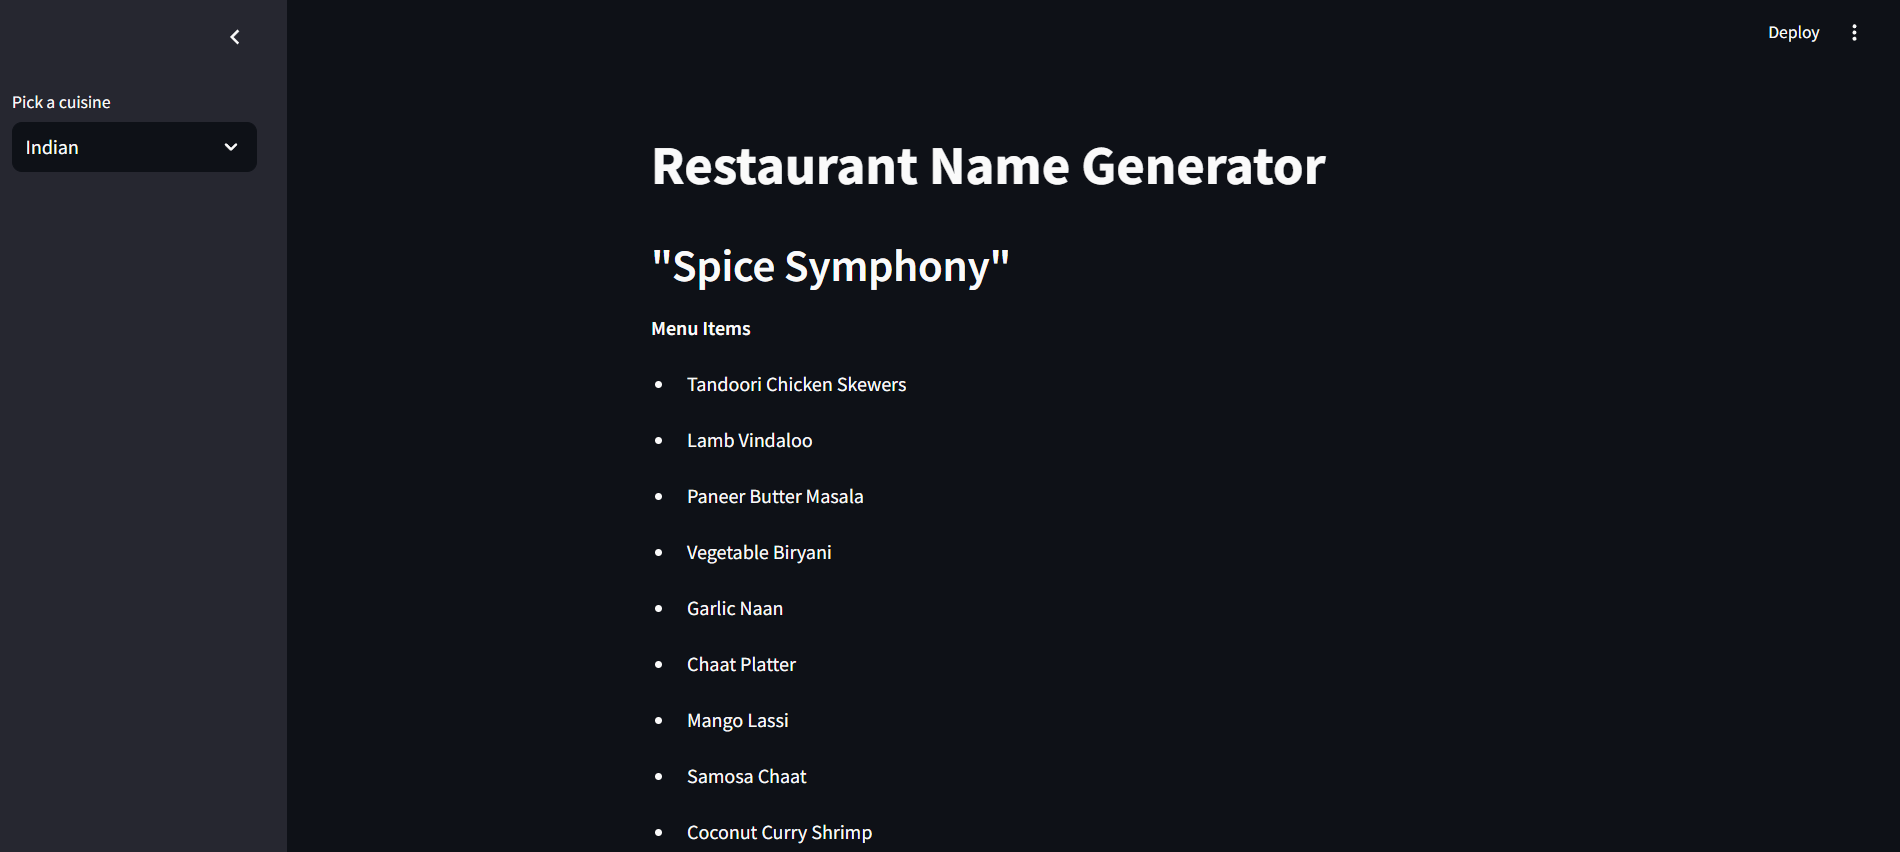 Deploy
Pick a cuisine
Indian
Restaurant Name Generator
"Spice Symphony"
Menu Items
Tandoori Chicken Skewers
Lamb Vindaloo
Paneer Butter Masala
Vegetable Biryani
Garlic Naan
Chaat Platter
Mango Lassi
Samosa Chaat
Coconut Curry Shrimp